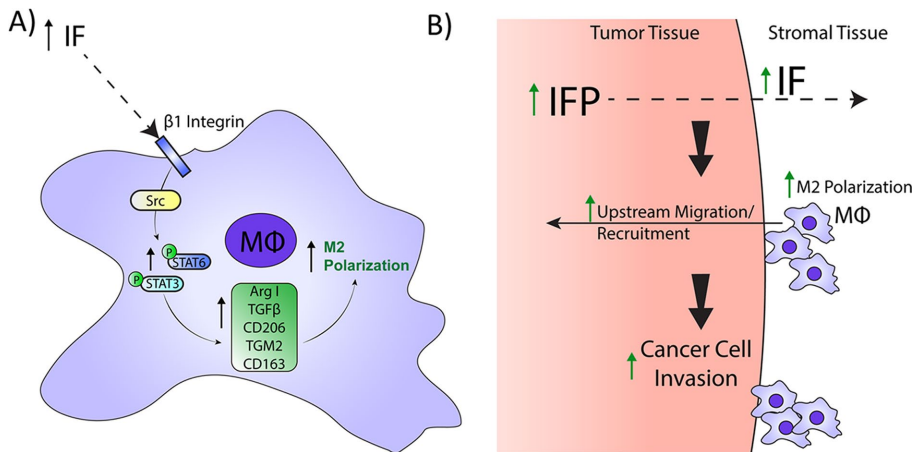 A)
IF
β1 Integrin
Src
P
STAT6
P
STAT3
MΦ
M2
Polarization
Arg I
TGFβ
CD206
TGM2
CD163
B)
Tumor Tissue
Stromal Tissue
IF
IFP
M2 Polarization
MΦ
Upstream Migration/
Recruitment
Cancer Cell
Invasion